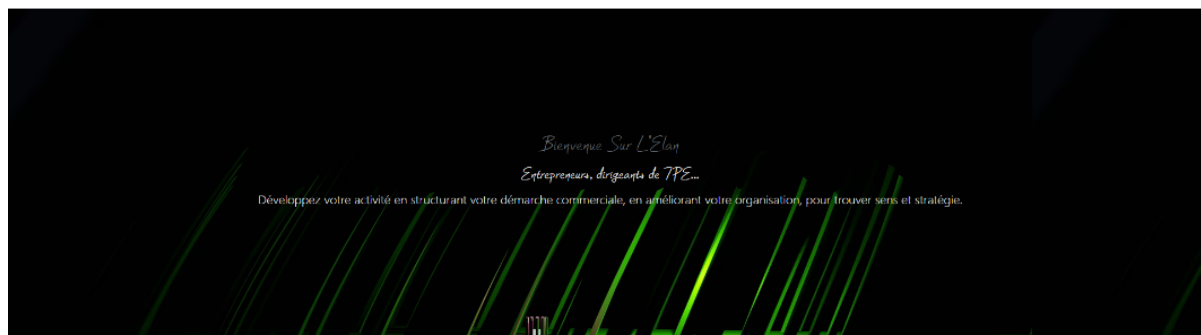 Bienvenue Sur L'Elan
Entrepreneurs, dirigeants de TPE...
Développez votre activité en structurant votre démarche commerciale, en améliorant votre organisation, pour trouver sens et stratégie.